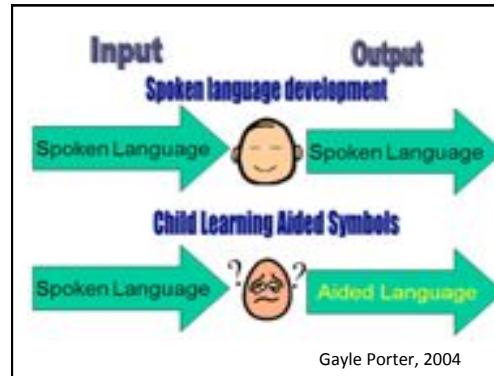 Input Output
Spoken language development
Spoken Language Spoken Language
Child Learning Aided Symbols
Spoken Language ? ? Aided Language
Gayle Porter, 2004